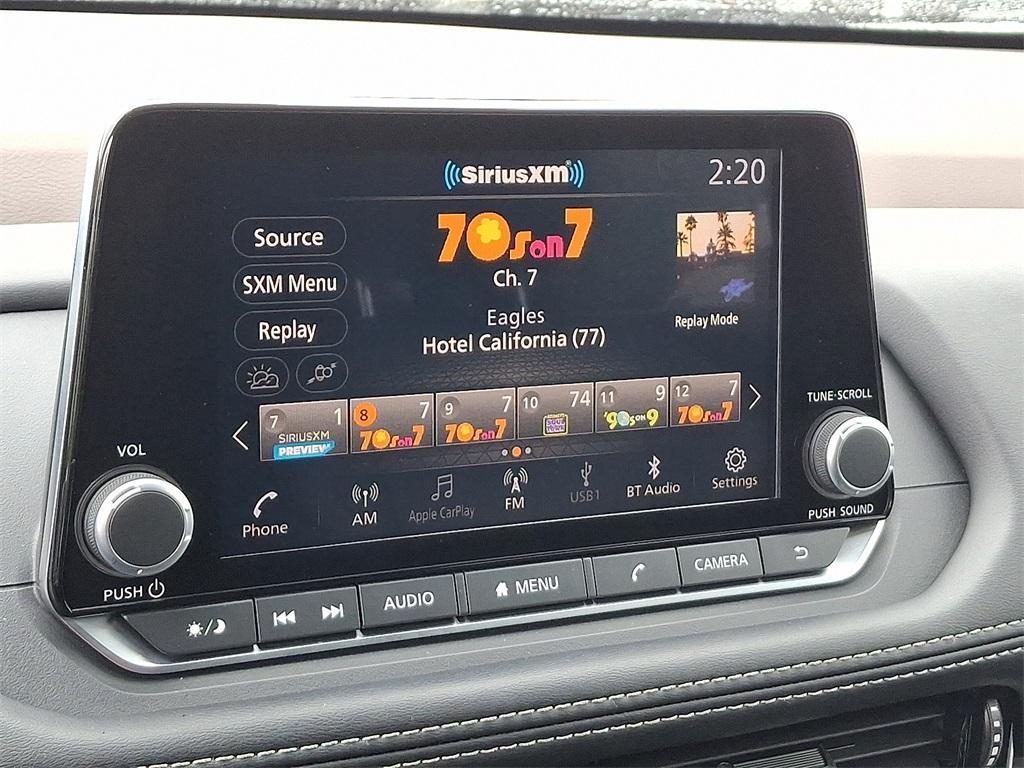 SiriusXM
2:20
Source
SXM Menu
Replay
70s on 7
Ch. 7
Eagles
Hotel California (77)
Replay Mode
7 1 SIRIUSXM PREVIEW
8 7 70s on 7
9 7 70s on 7
10 74
11 9 '90s ON 9
12 7 70s on 7
Phone
AM
Apple CarPlay
FM
USB1
BT Audio
Settings
VOL
PUSH
TUNE·SCROLL
PUSH SOUND
AUDIO
MENU
CAMERA